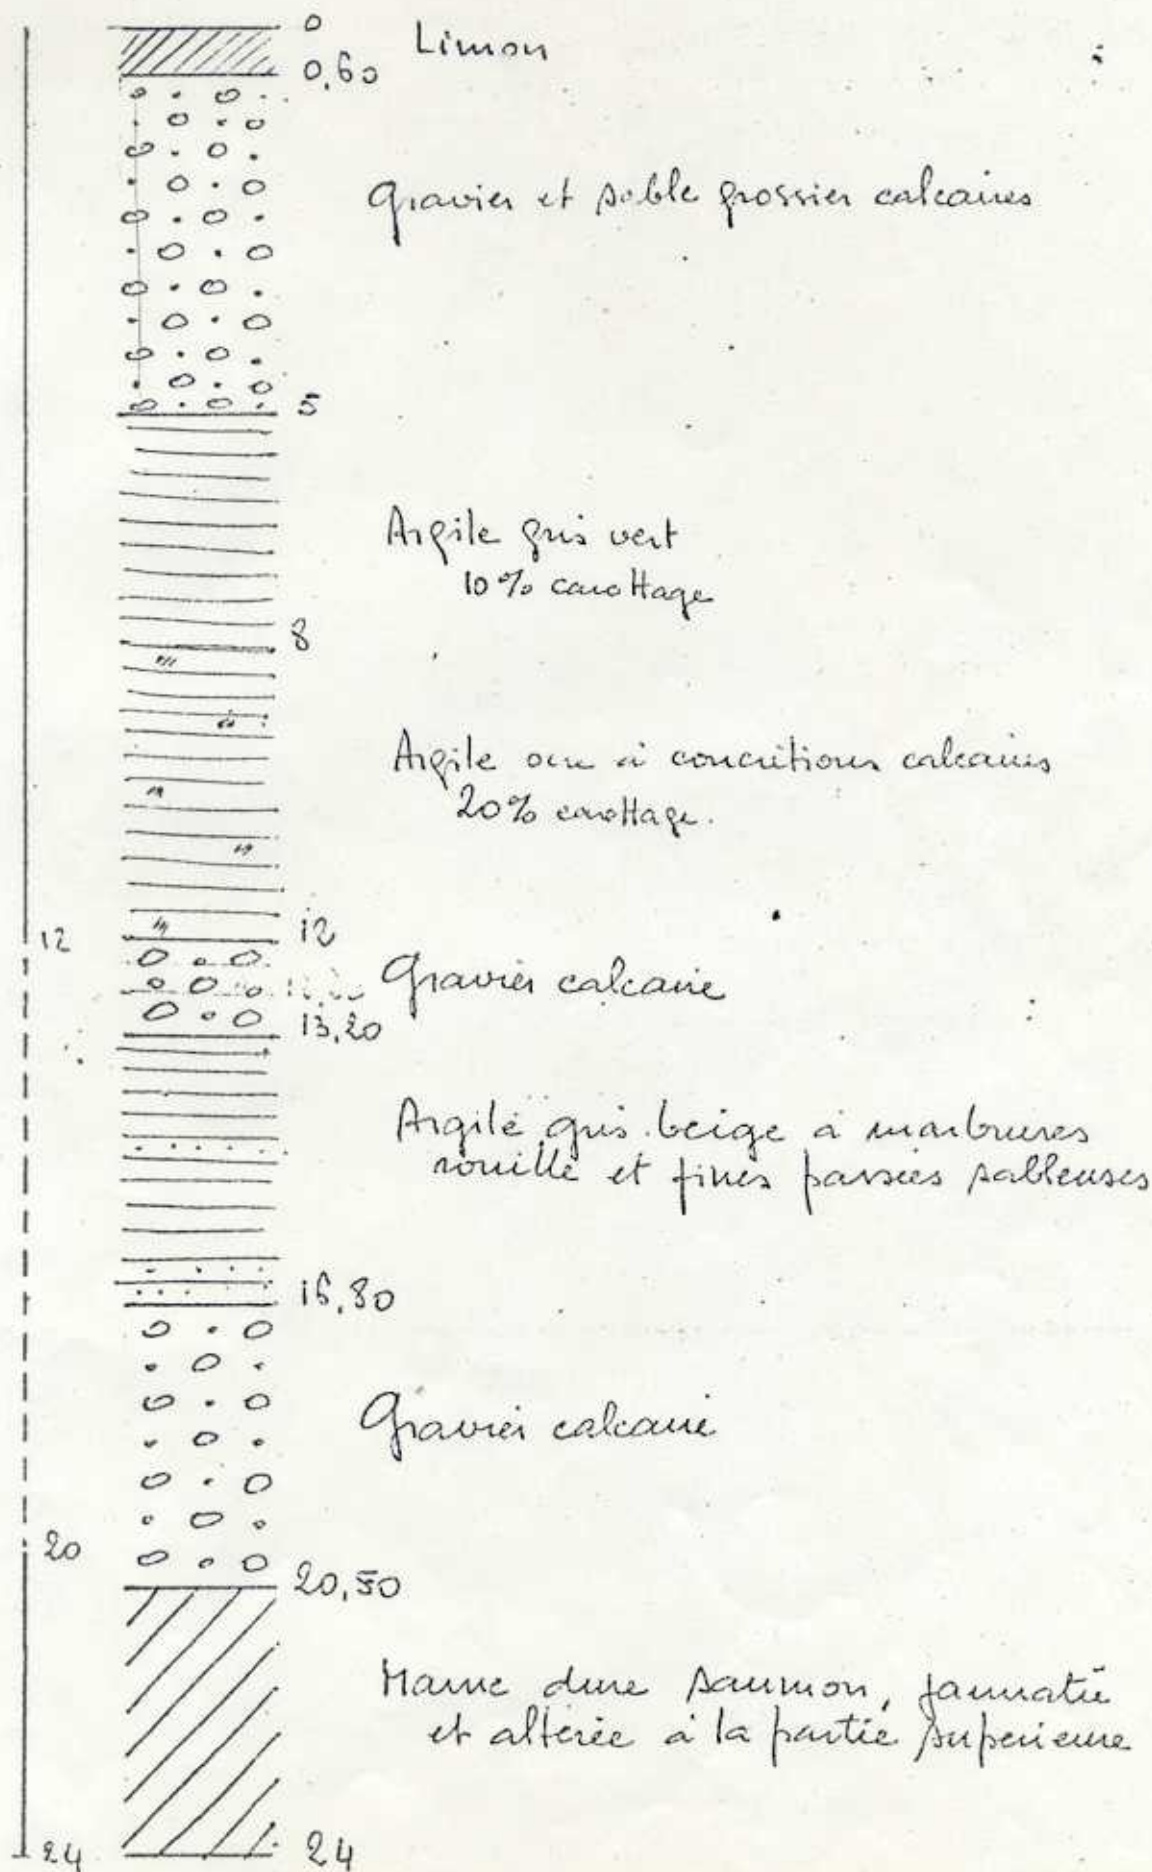 0
Limon
0,60
Gravier et sable grossier calcaires
5
Argile gris vert
10% carottage
8
Argile ocre à concrétions calcaires
20% carottage.
12
12
Gravier calcaire
13,20
Argile gris beige à marbrures
rouille et fines passées sableuses
16,80
Gravier calcaire
20
20,50
Marne dure saumon, jaunatre
et altérée à la partie supérieure
24
24